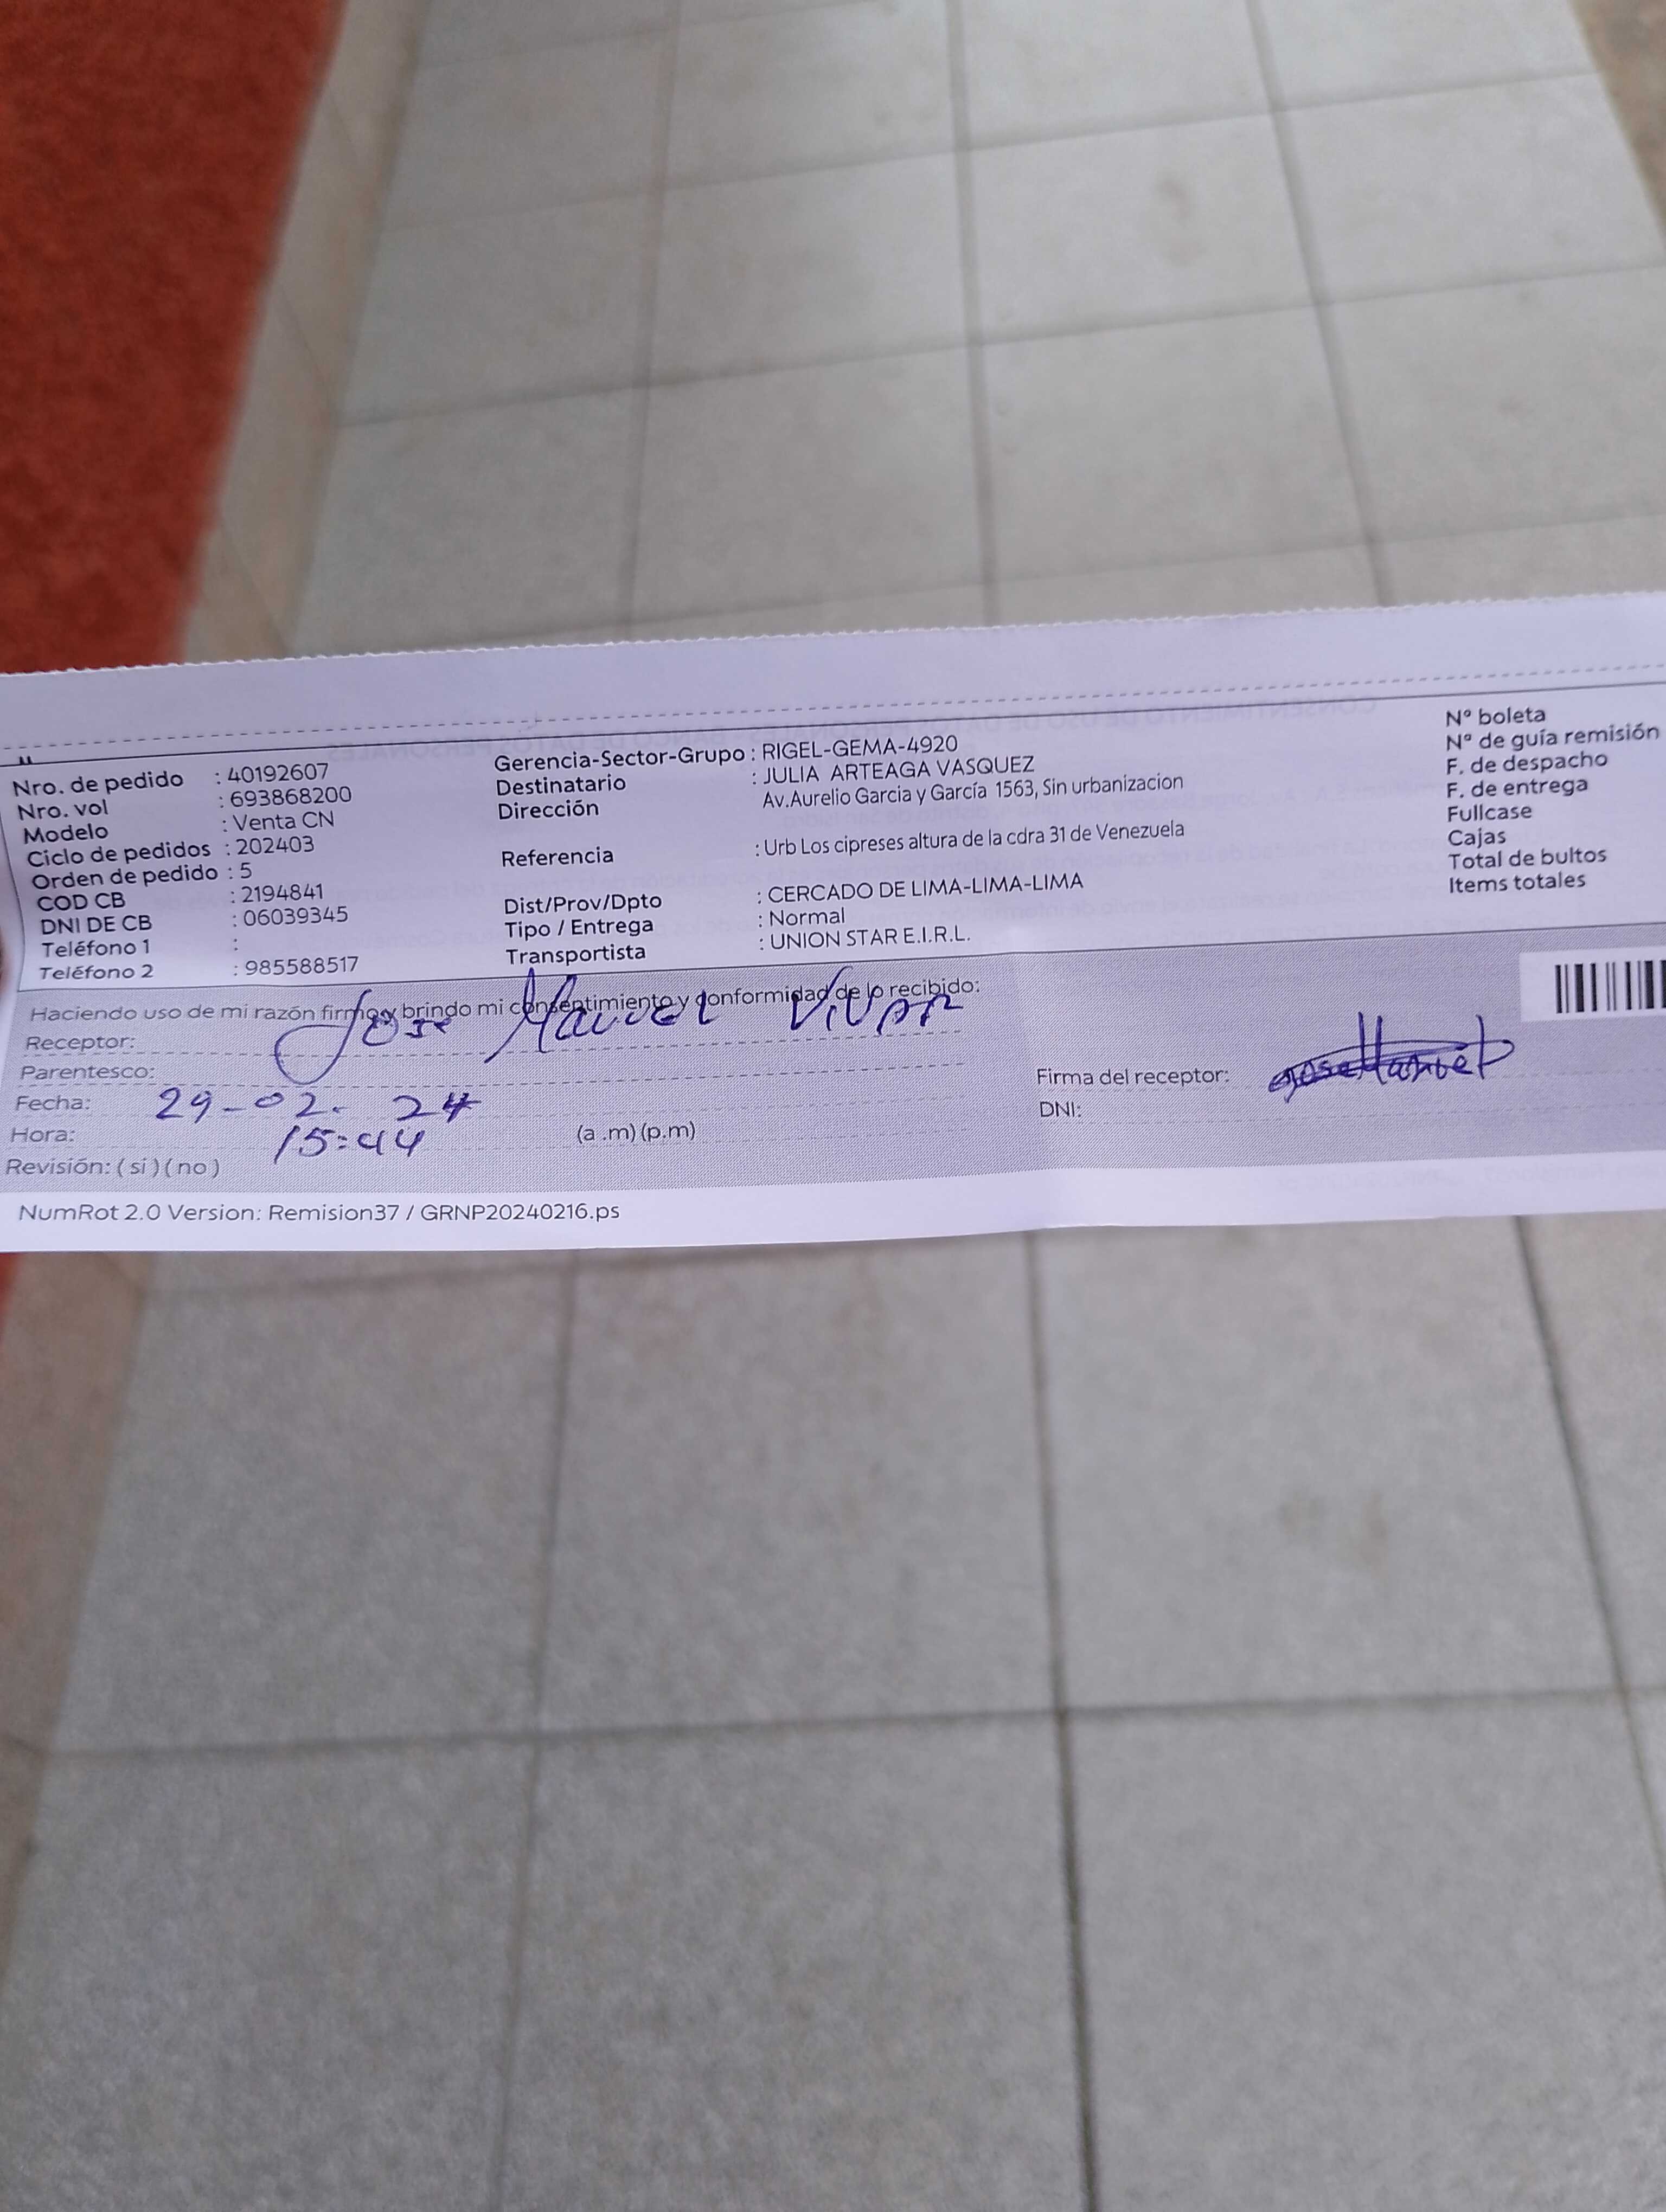 Nro. de pedido : 40192607
Nro. vol : 693868200
Modelo : Venta CN
Ciclo de pedidos : 202403
Orden de pedido : 5
COD CB : 2194841
DNI DE CB : 06039345
Teléfono 1 :
Teléfono 2 : 985588517
Gerencia-Sector-Grupo : RIGEL-GEMA-4920
Destinatario : JULIA ARTEAGA VASQUEZ
Dirección Av.Aurelio Garcia y García 1563, Sin urbanizacion
Referencia : Urb Los cipreses altura de la cdra 31 de Venezuela
Dist/Prov/Dpto : CERCADO DE LIMA-LIMA-LIMA
Tipo / Entrega : Normal
Transportista : UNION STAR E.I.R.L.
N° boleta
N° de guía remisión
F. de despacho
F. de entrega
Fullcase
Cajas
Total de bultos
Items totales
Haciendo uso de mi razón firmo y brindo mi consentimiento y conformidad de lo recibido:
Receptor: Jose Manuel
Parentesco:
Fecha: 29-02-24
Hora: 15:44 (a .m) (p.m)
Revisión: ( si ) ( no )
Firma del receptor: Jose Manuel
DNI:
NumRot 2.0 Version: Remision37 / GRNP20240216.ps